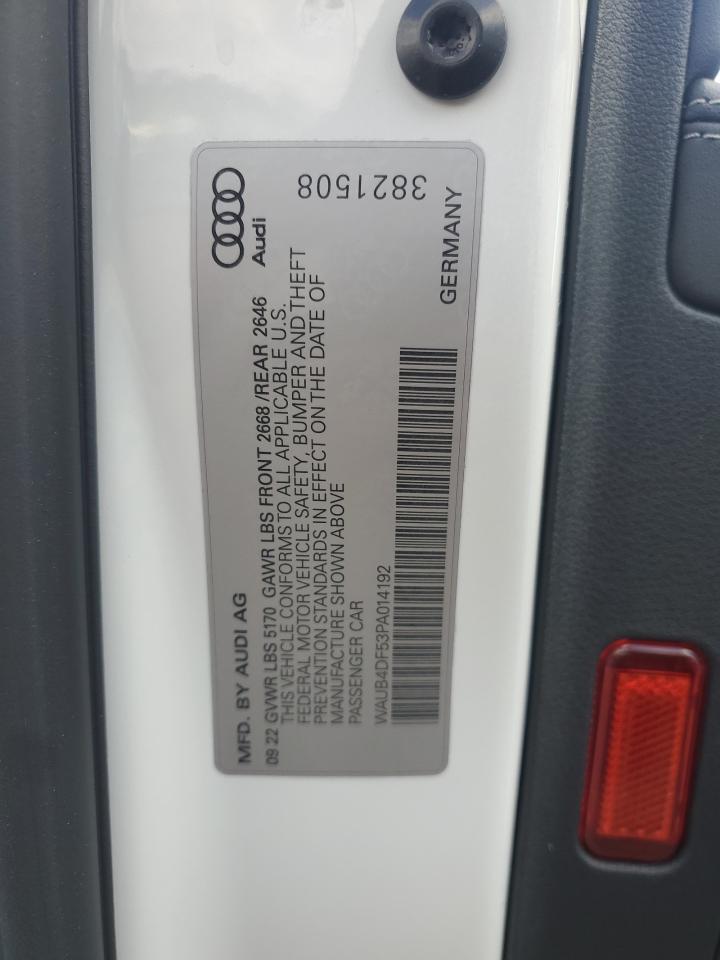 MFD. BY AUDI AG
Audi
09.22 GVWR LBS 5170 GAWR LBS FRONT 2668 /REAR 2646
THIS VEHICLE CONFORMS TO ALL APPLICABLE U.S.
FEDERAL MOTOR VEHICLE SAFETY, BUMPER AND THEFT
PREVENTION STANDARDS IN EFFECT ON THE DATE OF
MANUFACTURE SHOWN ABOVE
PASSENGER CAR
WAUB4DF53PA014192
GERMANY
3821508